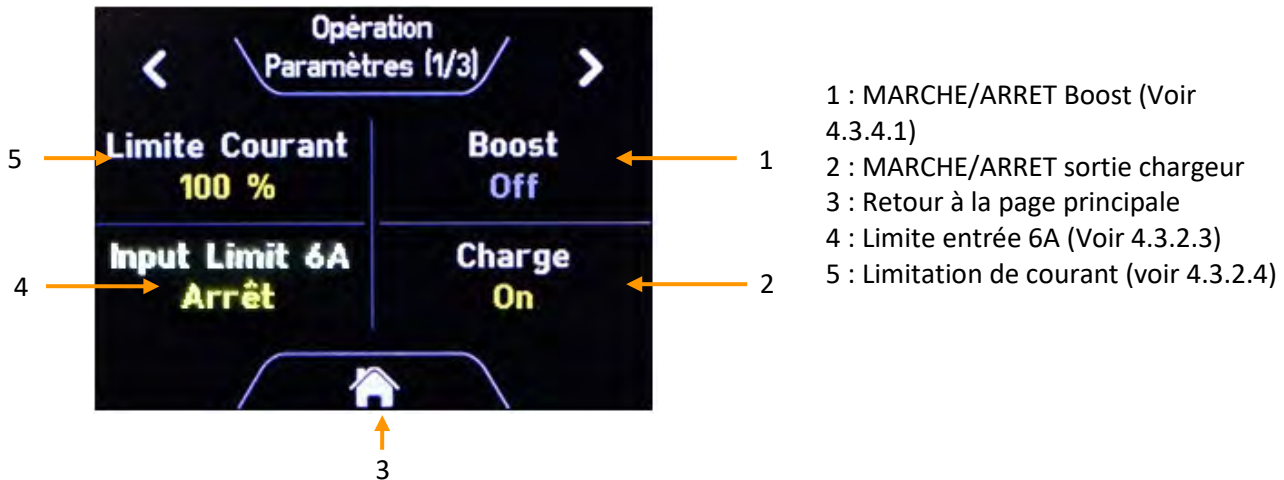 Opération
Paramètres (1/3)
Limite Courant
100 %
Boost
Off
Input Limit 6A
Arrêt
Charge
On
5
1
4
2
3
1 : MARCHE/ARRET Boost (Voir
4.3.4.1)
2 : MARCHE/ARRET sortie chargeur
3 : Retour à la page principale
4 : Limite entrée 6A (Voir 4.3.2.3)
5 : Limitation de courant (voir 4.3.2.4)